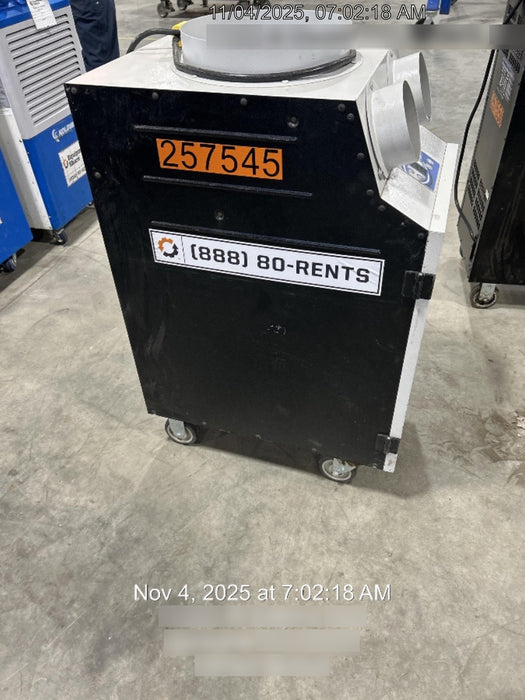 11/04/2025, 07:02:18 AM
257545
(888) 80-RENTS
Nov 4, 2025 at 7:02:18 AM